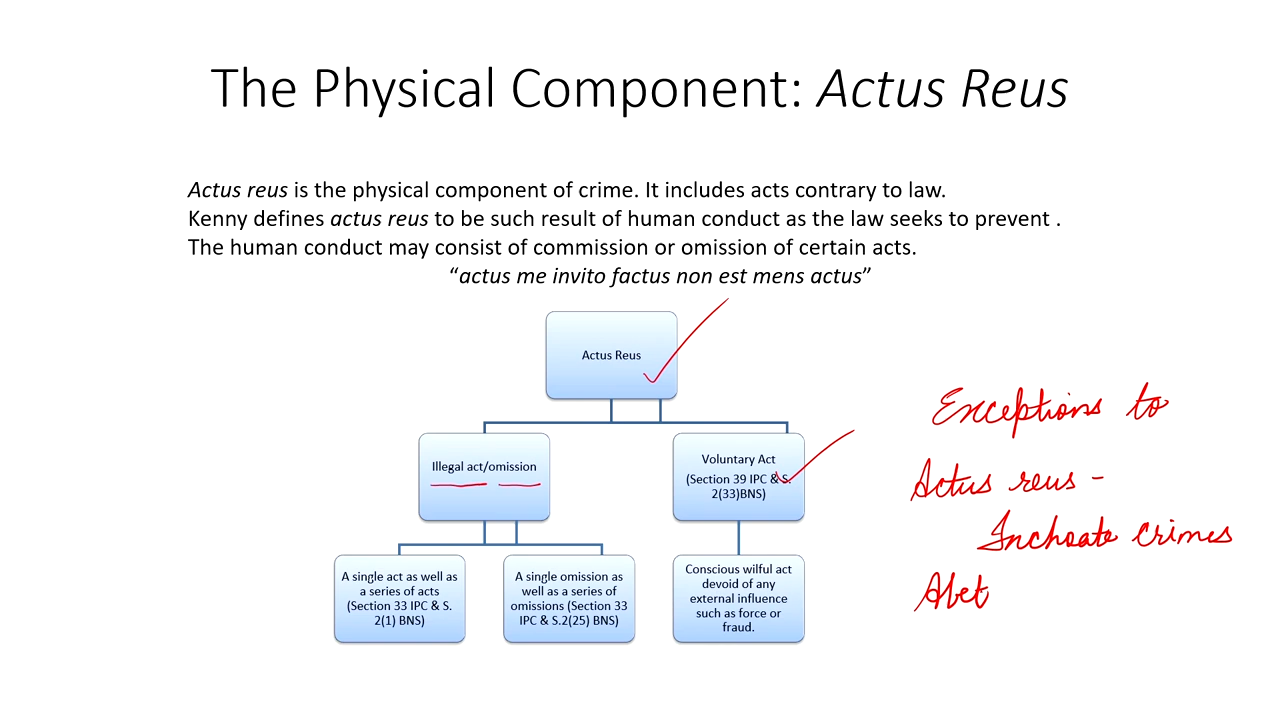 The Physical Component: Actus Reus
Actus reus is the physical component of crime. It includes acts contrary to law.
Kenny defines actus reus to be such result of human conduct as the law seeks to prevent .
The human conduct may consist of commission or omission of certain acts.
“actus me invito factus non est mens actus”
Actus Reus
Illegal act/omission
Voluntary Act
(Section 39 IPC & S.
2(33)BNS)
A single act as well as
a series of acts
(Section 33 IPC & S.
2(1) BNS)
A single omission as
well as a series of
omissions (Section 33
IPC & S.2(25) BNS)
Conscious wilful act
devoid of any
external influence
such as force or
fraud.
Exceptions to
Actus reus -
Inchoate Crimes
Abet